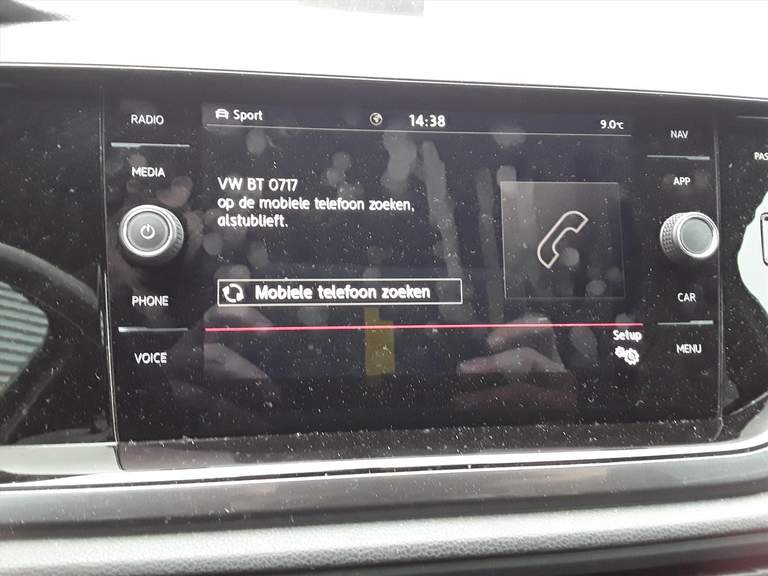 RADIO
MEDIA
PHONE
VOICE
Sport
14:38
9.0°C
VW BT 0717
op de mobiele telefoon zoeken,
alstublieft.
Mobiele telefoon zoeken
Setup
NAV
APP
CAR
MENU
PAS